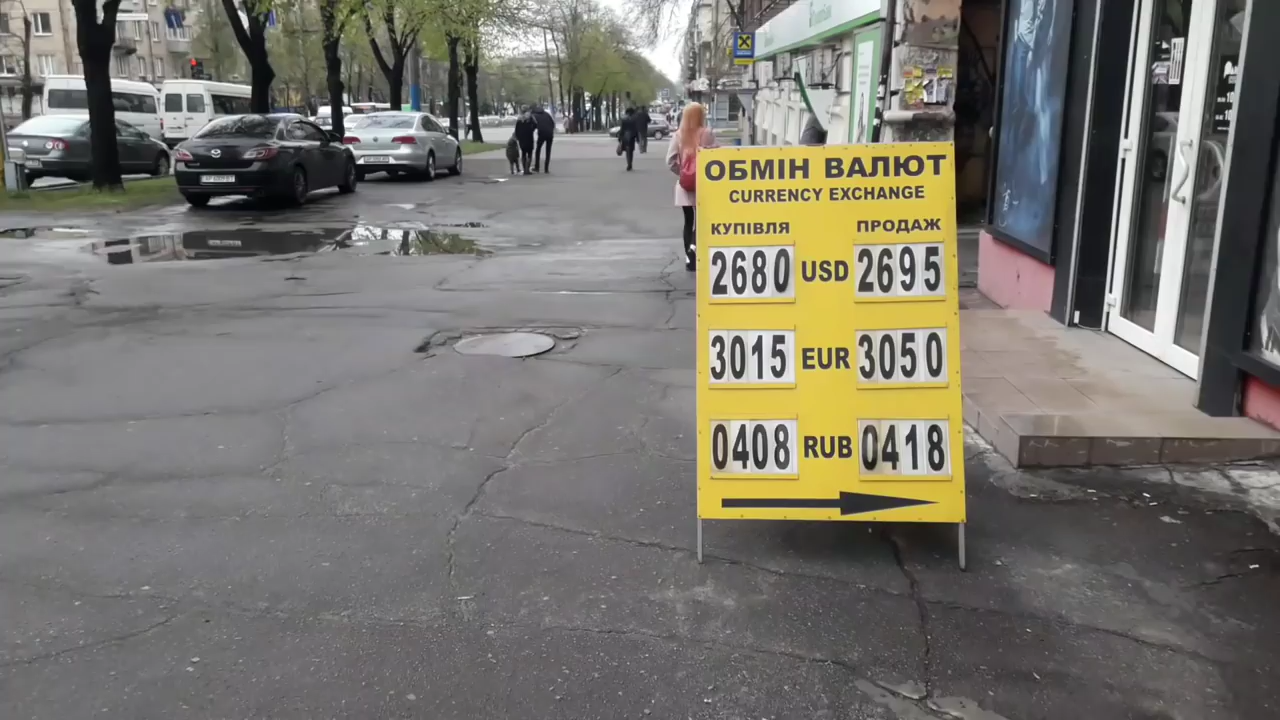 ОБМІН ВАЛЮТ
CURRENCY EXCHANGE
КУПІВЛЯ ПРОДАЖ
2680 USD 2695
3015 EUR 3050
0408 RUB 0418